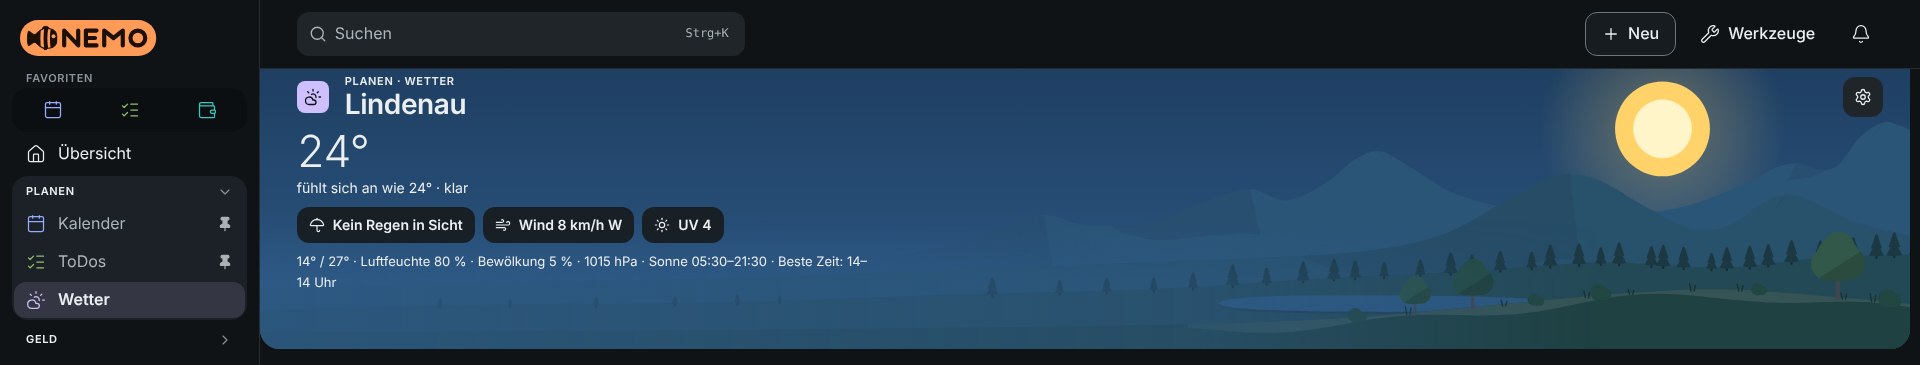 NEMO
FAVORITEN
Übersicht
PLANEN
Kalender
ToDos
Wetter
GELD
Suchen Strg+K
Neu
Werkzeuge
PLANEN · WETTER
Lindenau
24°
fühlt sich an wie 24° · klar
Kein Regen in Sicht Wind 8 km/h W UV 4
14° / 27° · Luftfeuchte 80 % · Bewölkung 5 % · 1015 hPa · Sonne 05:30–21:30 · Beste Zeit: 14–
14 Uhr